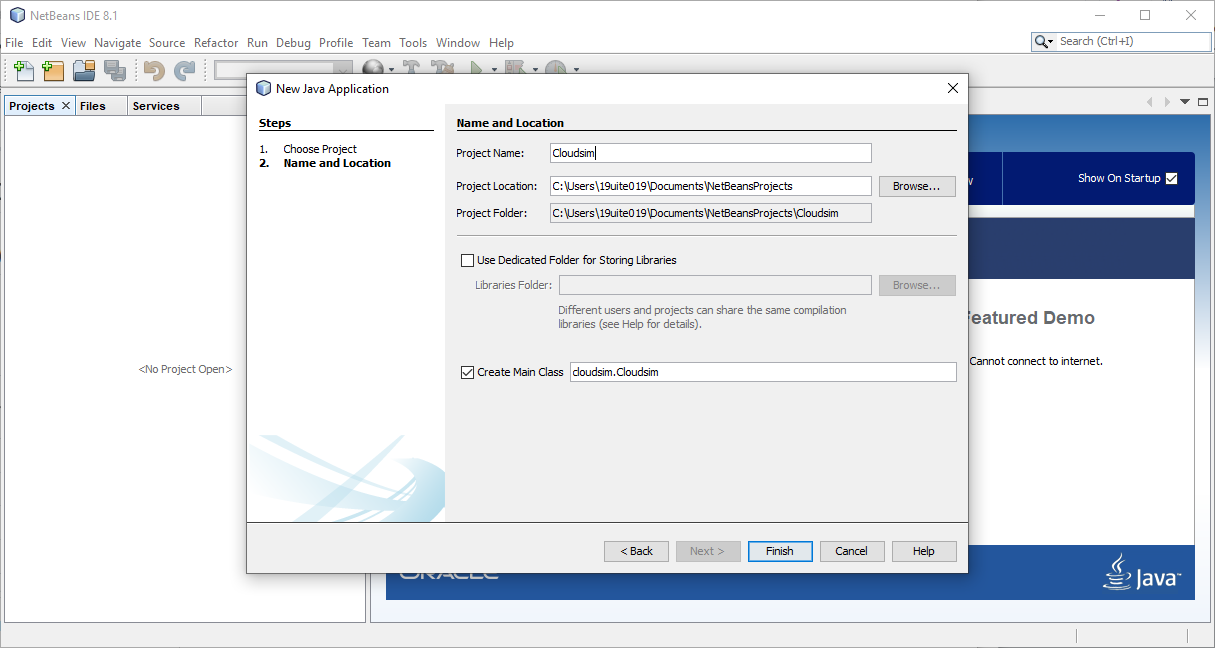 NetBeans IDE 8.1
File Edit View Navigate Source Refactor Run Debug Profile Team Tools Window Help
Search (Ctrl+I)
Projects Files Services
<No Project Open>
New Java Application
Steps
1. Choose Project
2. Name and Location
Name and Location
Project Name: Cloudsim
Project Location: C:\Users\19uite019\Documents\NetBeansProjects Browse...
Project Folder: C:\Users\19uite019\Documents\NetBeansProjects\Cloudsim
Use Dedicated Folder for Storing Libraries
Libraries Folder: Browse...
Different users and projects can share the same compilation
libraries (see Help for details).
Create Main Class cloudsim.Cloudsim
< Back Next > Finish Cancel Help
Show On Startup
Featured Demo
Cannot connect to internet.
ORACLE
Java™